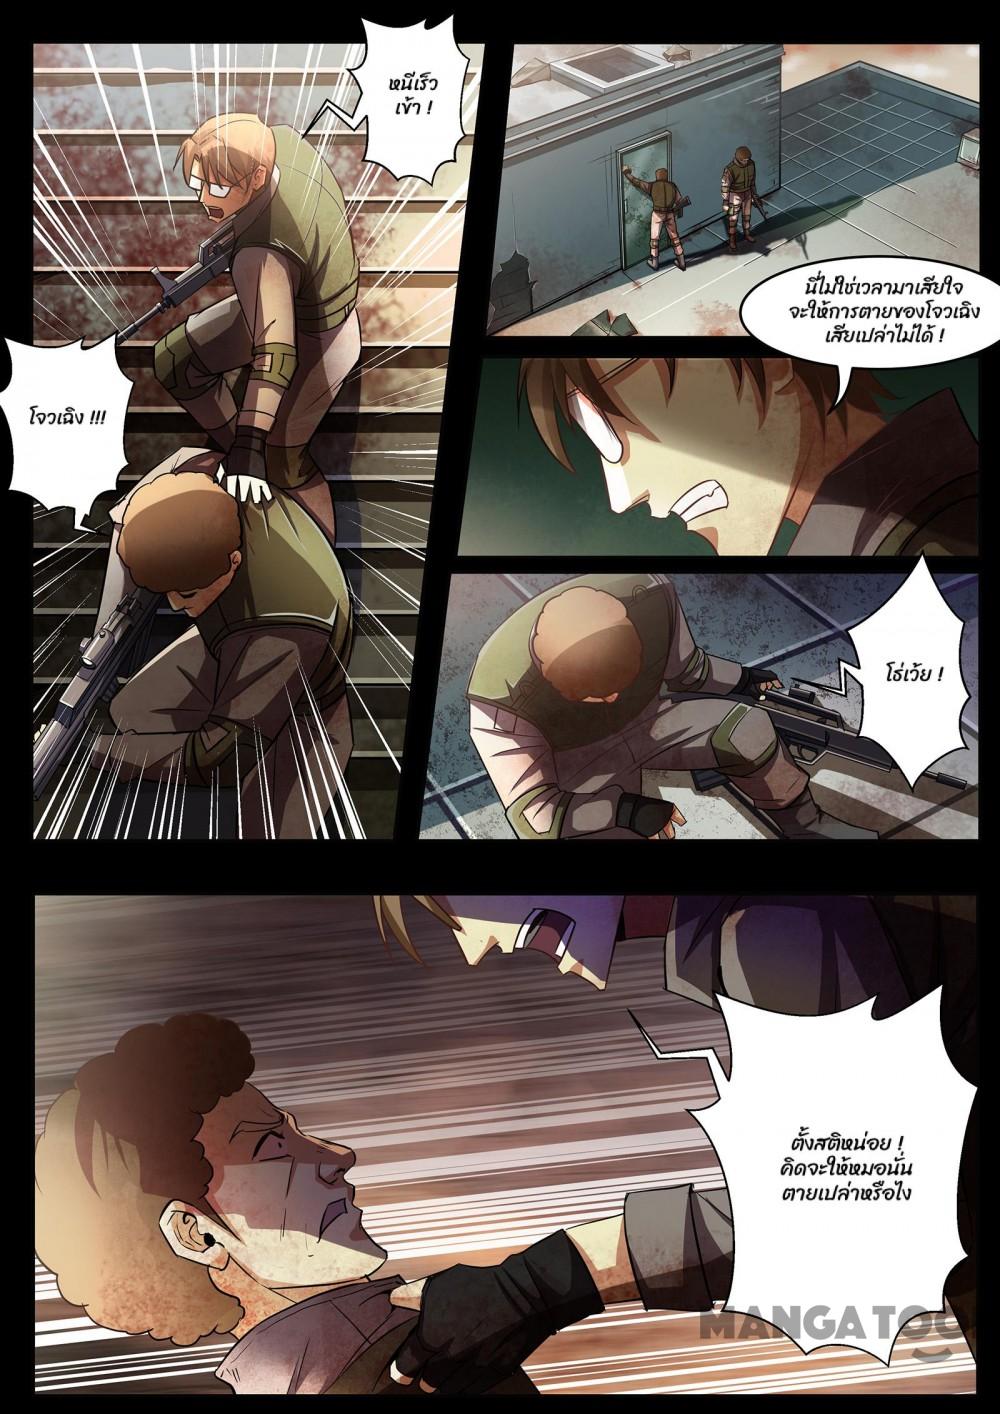 หนีเร็ว
เข้า !
โจวเฉิง !!!
นี่ไม่ใช่เวลามาเสียใจ
จะให้การตายของโจวเฉิง
เสียเปล่าไม่ได้ !
โธ่เว้ย !
ตั้งสติหน่อย !
คิดจะให้หมอนั่น
ตายเปล่าหรือไง
MANGATOON